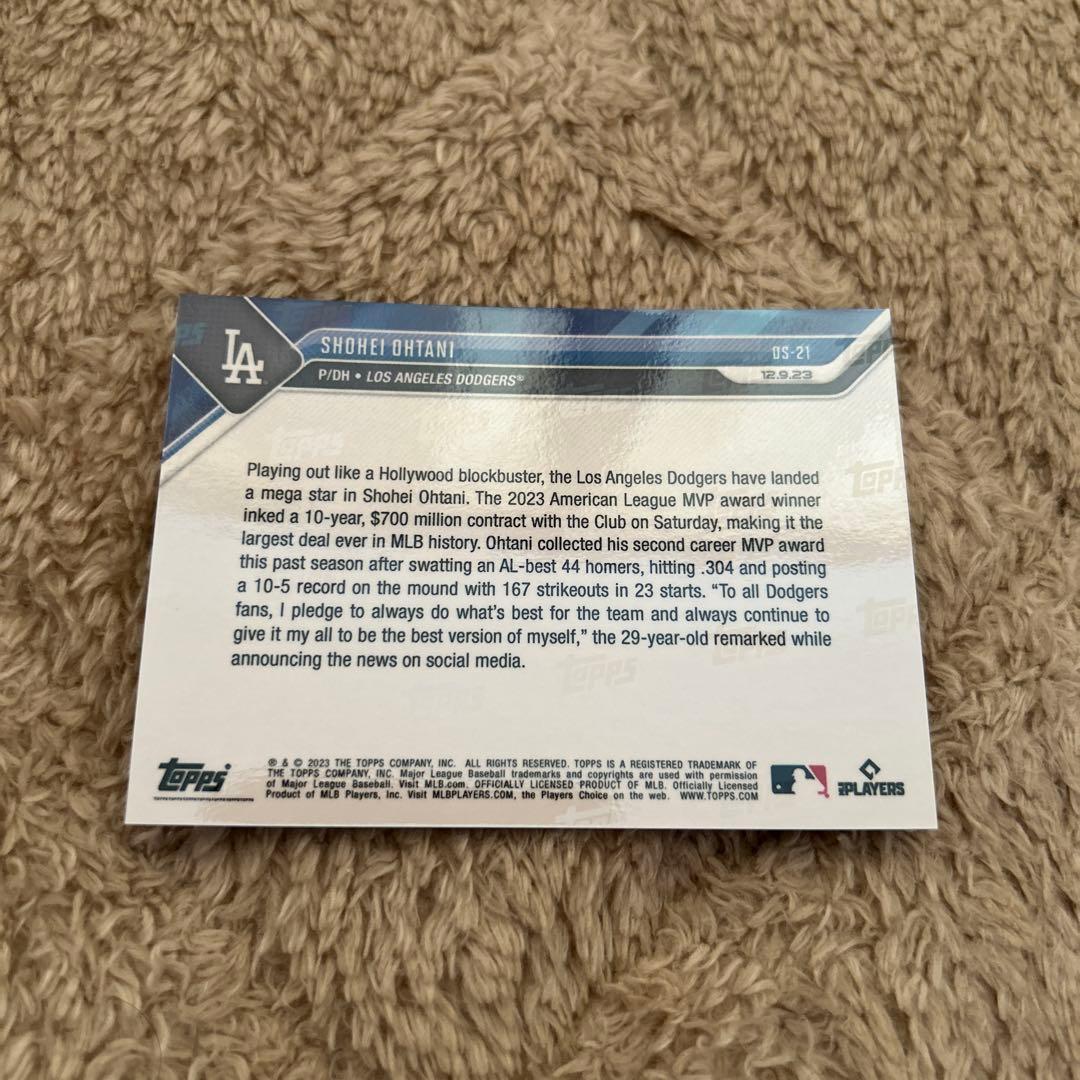 LA
SHOHEI OHTANI
OS-21
P/DH • LOS ANGELES DODGERS®
12.9.23
Playing out like a Hollywood blockbuster, the Los Angeles Dodgers have landed
a mega star in Shohei Ohtani. The 2023 American League MVP award winner
inked a 10-year, $700 million contract with the Club on Saturday, making it the
largest deal ever in MLB history. Ohtani collected his second career MVP award
this past season after swatting an AL-best 44 homers, hitting .304 and posting
a 10-5 record on the mound with 167 strikeouts in 23 starts. “To all Dodgers
fans, I pledge to always do what’s best for the team and always continue to
give it my all to be the best version of myself,” the 29-year-old remarked while
announcing the news on social media.
Topps
® & © 2023 THE TOPPS COMPANY, INC. ALL RIGHTS RESERVED. TOPPS IS A REGISTERED TRADEMARK OF
THE TOPPS COMPANY, INC. Major League Baseball trademarks and copyrights are used with permission
of Major League Baseball. Visit MLB.com. OFFICIALLY LICENSED PRODUCT OF MLB. Officially Licensed
Product of MLB Players, Inc. Visit MLBPLAYERS.COM, the Players Choice on the web. WWW.TOPPS.COM
PLAYERS